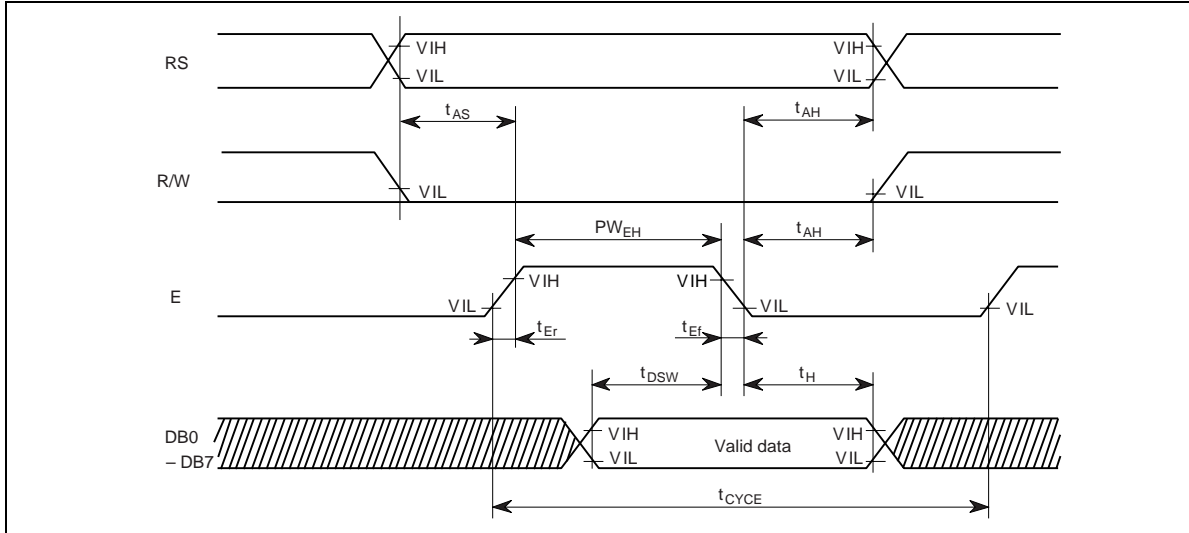 RS
VIH
VIH
VIL
VIL
tAS
tAH
R/W
VIL
VIL
PWEH
tAH
E
VIH
VIH
VIL
VIL
VIL
tEr
tEf
tDSW
tH
DB0
– DB7
VIH
Valid data
VIH
VIL
VIL
tCYCE